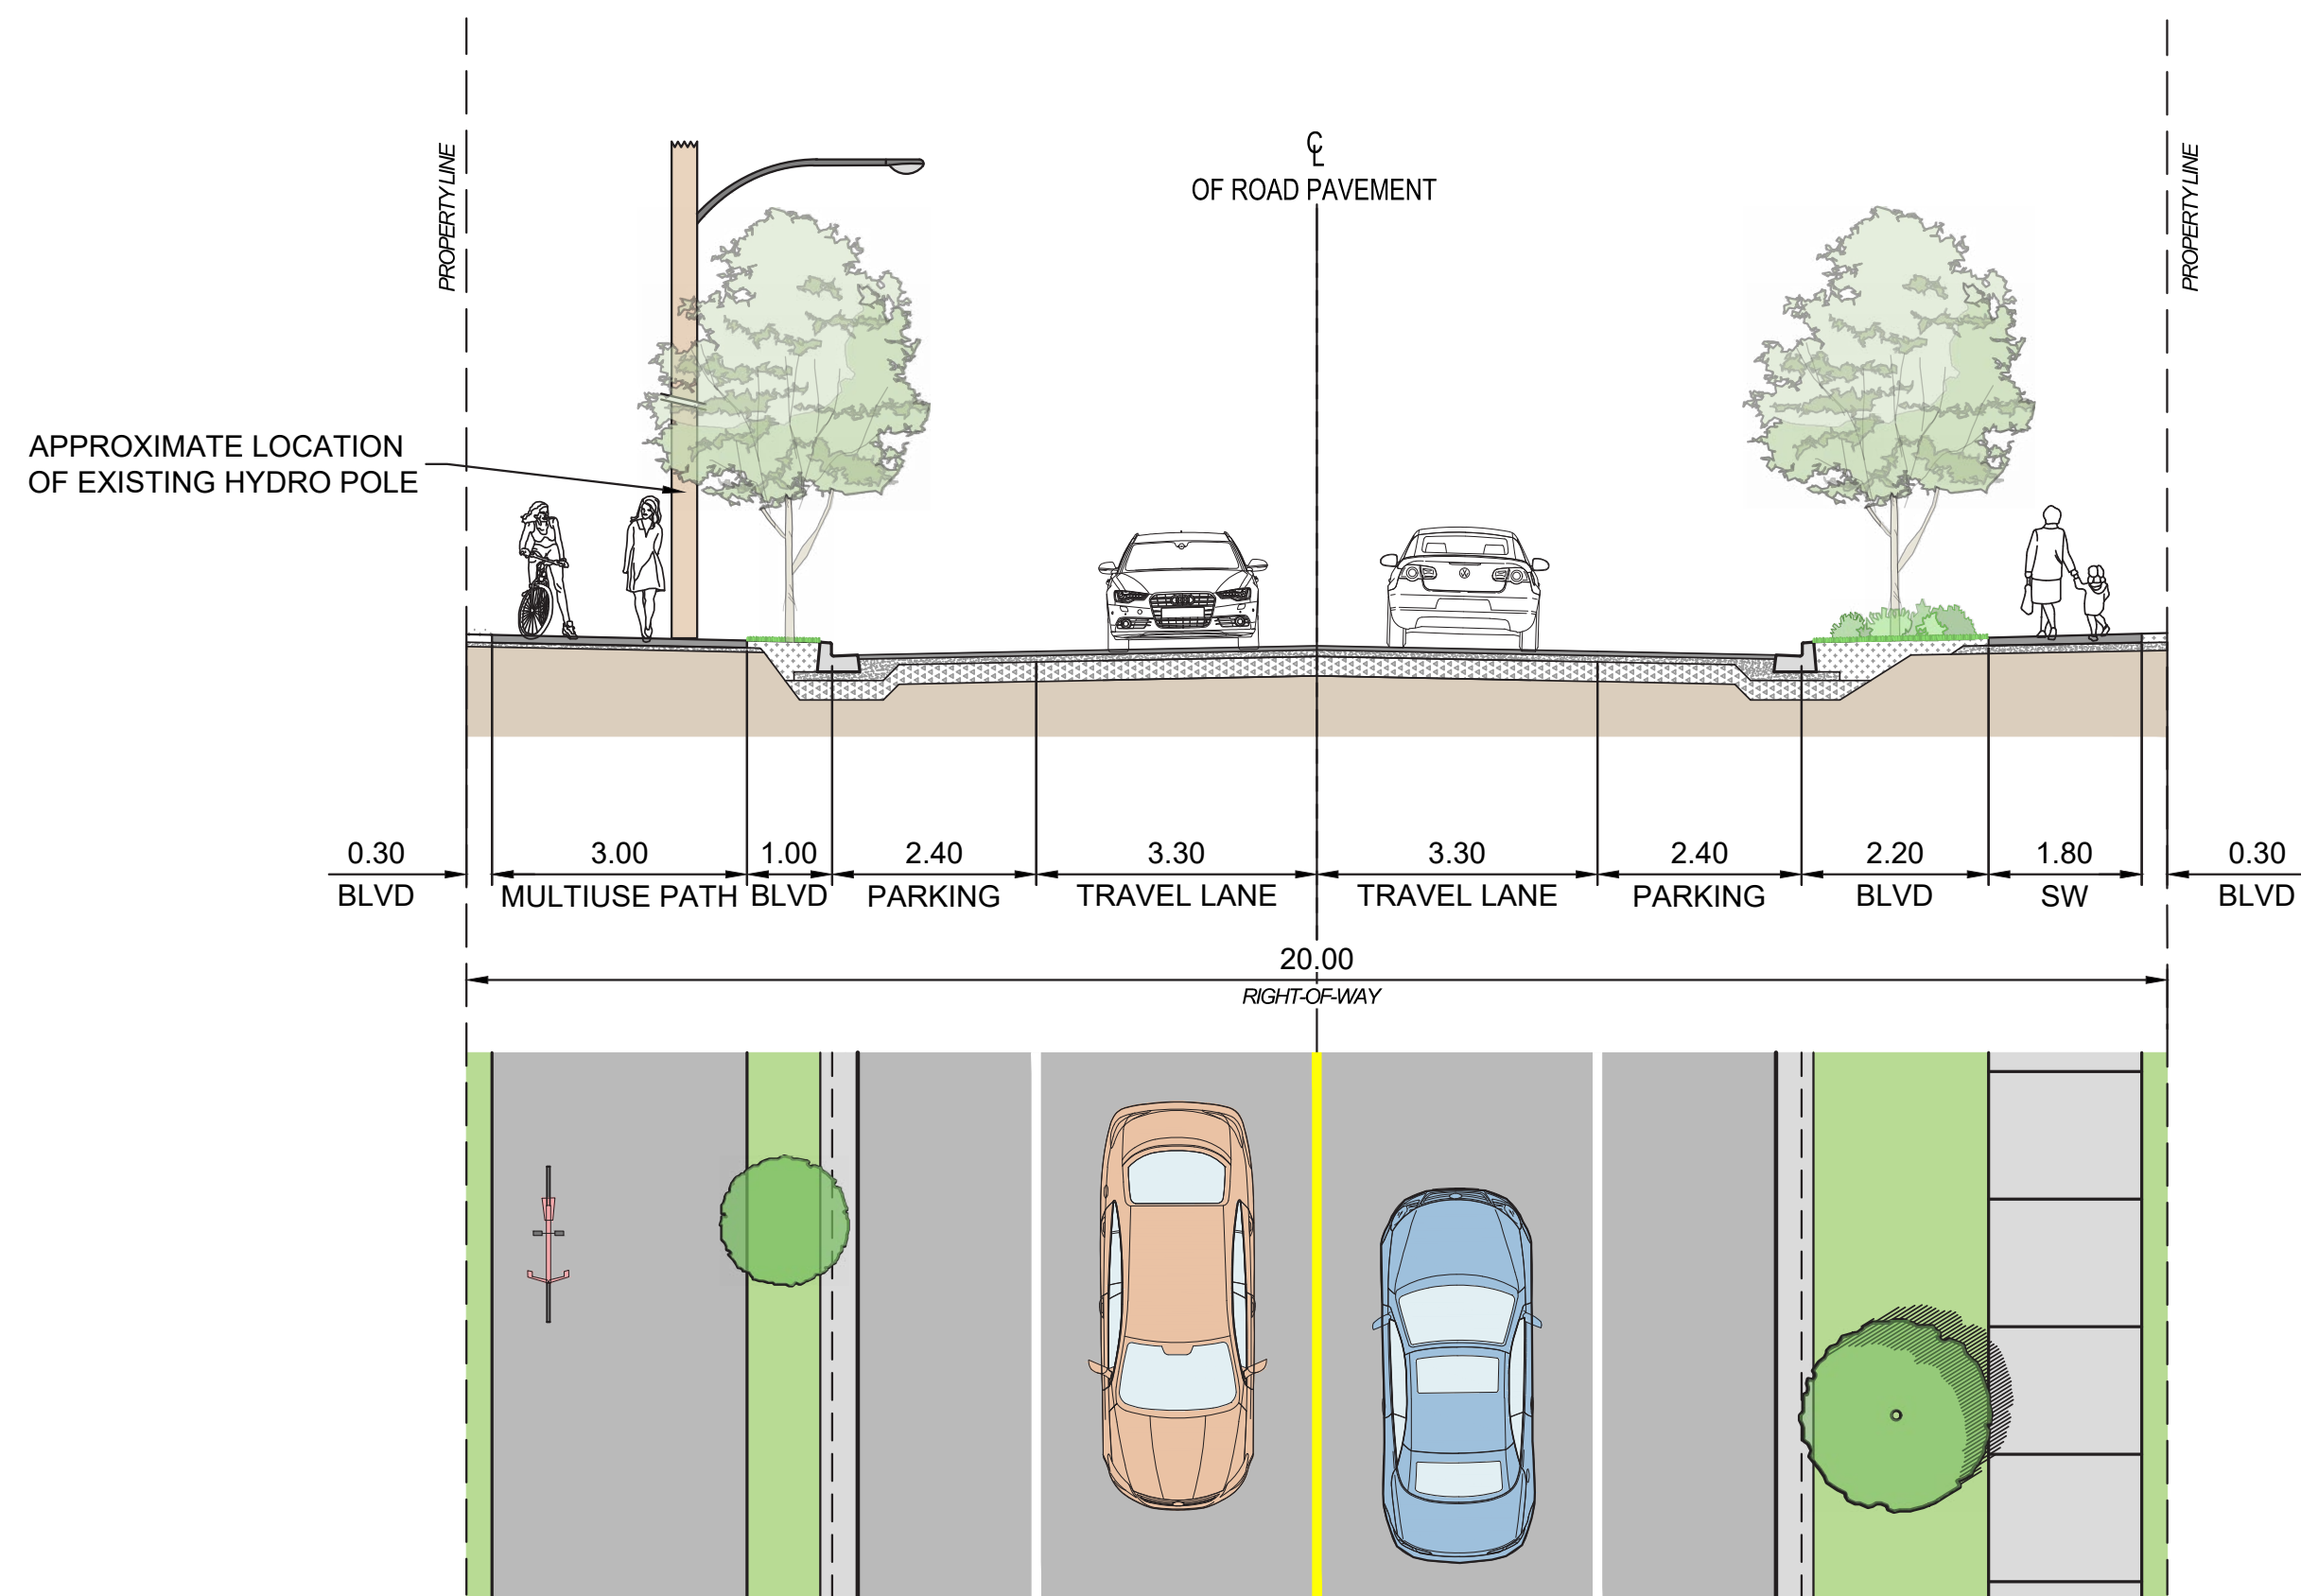 ℄
OF ROAD PAVEMENT
PROPERTY LINE
PROPERTY LINE
APPROXIMATE LOCATION
OF EXISTING HYDRO POLE
0.30 3.00 1.00 2.40 3.30 3.30 2.40 2.20 1.80 0.30
BLVD MULTIUSE PATH BLVD PARKING TRAVEL LANE TRAVEL LANE PARKING BLVD SW BLVD
20.00
RIGHT-OF-WAY